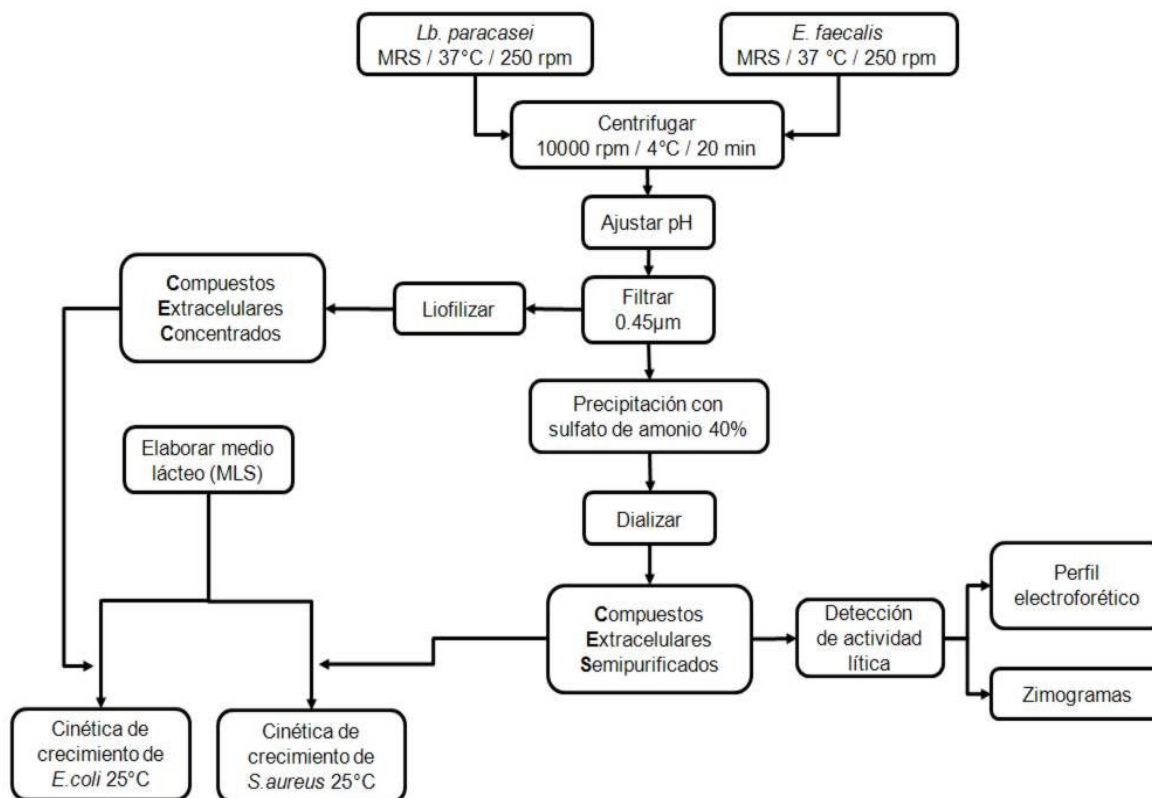 Lb. paracasei
MRS / 37°C / 250 rpm
E. faecalis
MRS / 37 °C / 250 rpm
Centrifugar
10000 rpm / 4°C / 20 min
Ajustar pH
Filtrar
0.45µm
Liofilizar
Compuestos
Extracelulares
Concentrados
Precipitación con
sulfato de amonio 40%
Elaborar medio
lácteo (MLS)
Dializar
Compuestos
Extracelulares
Semipurificados
Detección
de actividad
lítica
Perfil
electroforético
Zimogramas
Cinética de
crecimiento de
E.coli 25°C
Cinética de
crecimiento de
S.aureus 25°C